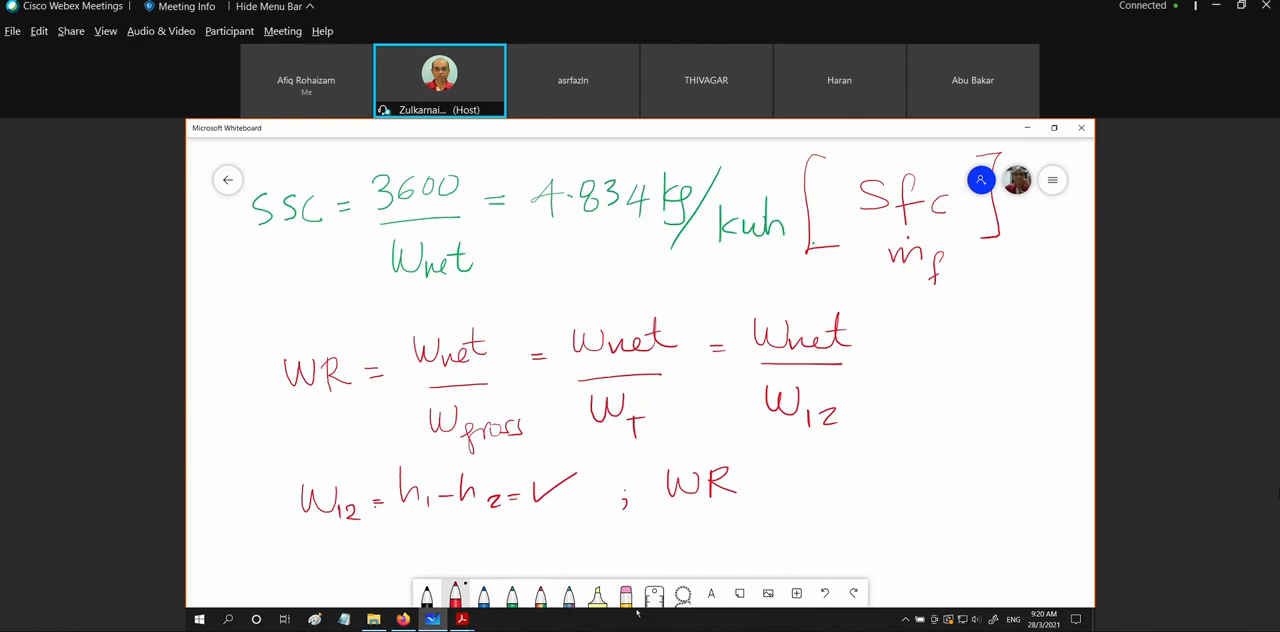 Cisco Webex Meetings | Meeting Info | Hide Menu Bar Connected
File Edit Share View Audio & Video Participant Meeting Help
Afiq Rohaizam
Me
Zulkarnai... (Host)
asrfazln
THIVAGAR
Haran
Abu Bakar
Microsoft Whiteboard
SSC = 3600 / Wnet = 4.834 kg/kwh [ Sfc ṁf ]
WR = Wnet / Wgross = Wnet / WT = Wnet / W12
W12 = h1 - h2 = ✓ ; WR
A
ENG
9:20 AM
28/3/2021